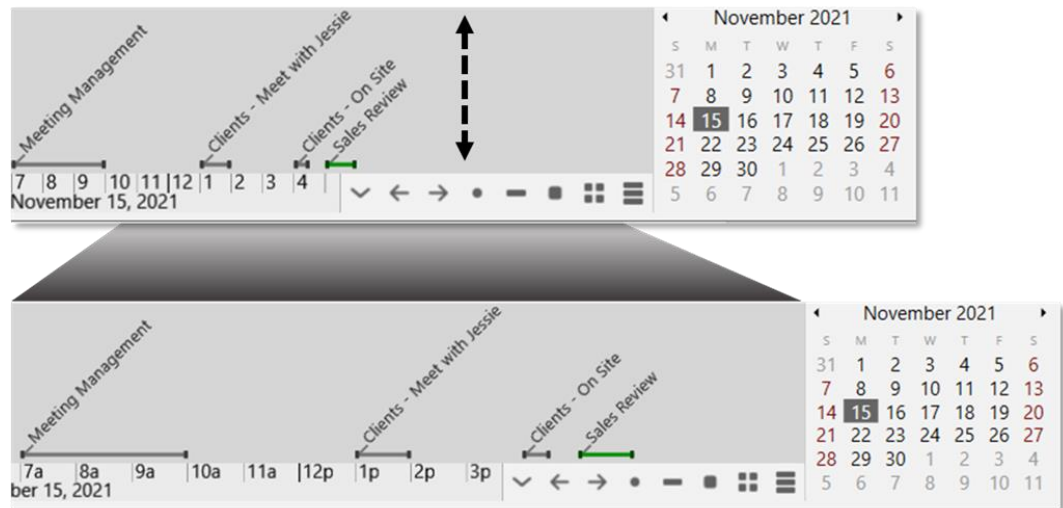 Meeting Management
Clients - Meet with Jessie
Clients - On Site
Sales Review
7 8 9 10 11 12 1 2 3 4
November 15, 2021
November 2021
S M T W T F S
31 1 2 3 4 5 6
7 8 9 10 11 12 13
14 15 16 17 18 19 20
21 22 23 24 25 26 27
28 29 30 1 2 3 4
5 6 7 8 9 10 11
Meeting Management
Clients - Meet with Jessie
Clients - On Site
Sales Review
7a 8a 9a 10a 11a 12p 1p 2p 3p
ber 15, 2021
November 2021
S M T W T F S
31 1 2 3 4 5 6
7 8 9 10 11 12 13
14 15 16 17 18 19 20
21 22 23 24 25 26 27
28 29 30 1 2 3 4
5 6 7 8 9 10 11